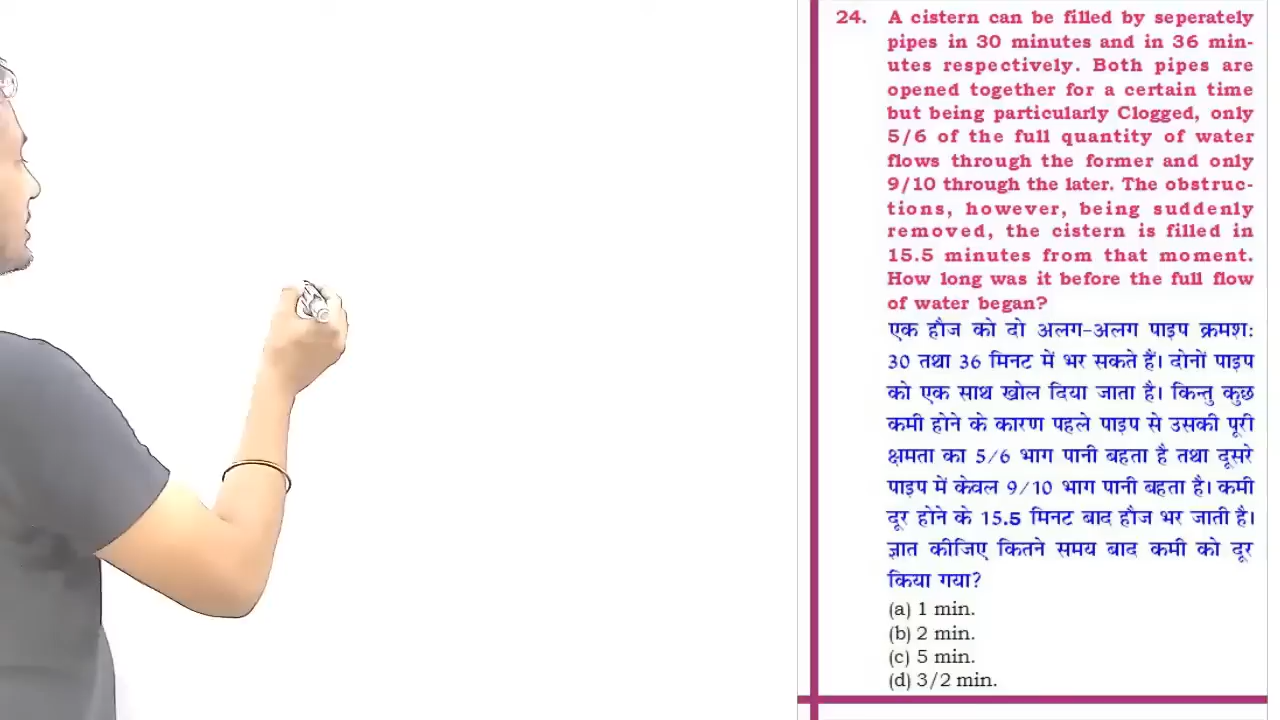 24. A cistern can be filled by seperately
pipes in 30 minutes and in 36 min-
utes respectively. Both pipes are
opened together for a certain time
but being particularly Clogged, only
5/6 of the full quantity of water
flows through the former and only
9/10 through the later. The obstruc-
tions, however, being suddenly
removed, the cistern is filled in
15.5 minutes from that moment.
How long was it before the full flow
of water began?
एक हौज को दो अलग-अलग पाइप क्रमशः
30 तथा 36 मिनट में भर सकते हैं। दोनों पाइप
को एक साथ खोल दिया जाता है। किन्तु कुछ
कमी होने के कारण पहले पाइप से उसकी पूरी
क्षमता का 5/6 भाग पानी बहता है तथा दूसरे
पाइप में केवल 9/10 भाग पानी बहता है। कमी
दूर होने के 15.5 मिनट बाद हौज भर जाती है।
ज्ञात कीजिए कितने समय बाद कमी को दूर
किया गया?
(a) 1 min.
(b) 2 min.
(c) 5 min.
(d) 3/2 min.